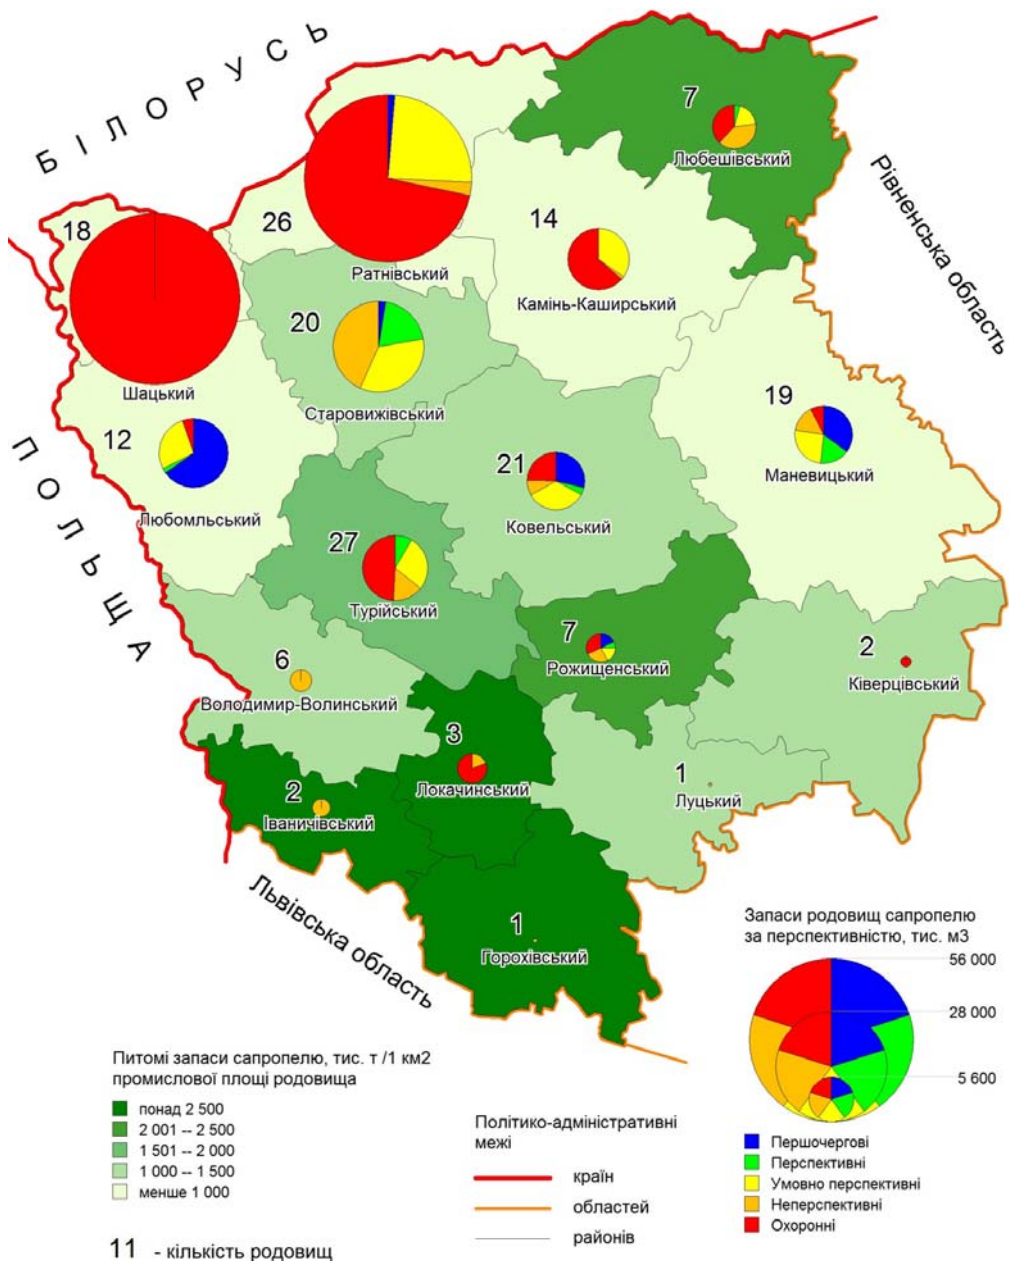 БІЛОРУСЬ
7
Любешівський
Рівненська область
18
26
14
Ратнівський
Камінь-Каширський
20
Шацький
Старовижівський
19
12
21
Маневицький
ПОЛЬЩА
Любомльський
Ковельський
27
Турійський
7
2
6
Рожищенський
Ківерцівський
Володимир-Волинський
3
1
2
Локачинський
Луцький
Іваничівський
Львівська область
1
Горохівський
Запаси родовищ сапропелю
за перспективністю, тис. м3
56 000
28 000
5 600
Питомі запаси сапропелю, тис. т /1 км2
промислової площі родовища
понад 2 500
2 001 -- 2 500
1 501 -- 2 000
1 000 -- 1 500
менше 1 000
11 - кількість родовищ
Політико-адміністративні
межі
країн
областей
районів
Першочергові
Перспективні
Умовно перспективні
Неперспективні
Охоронні